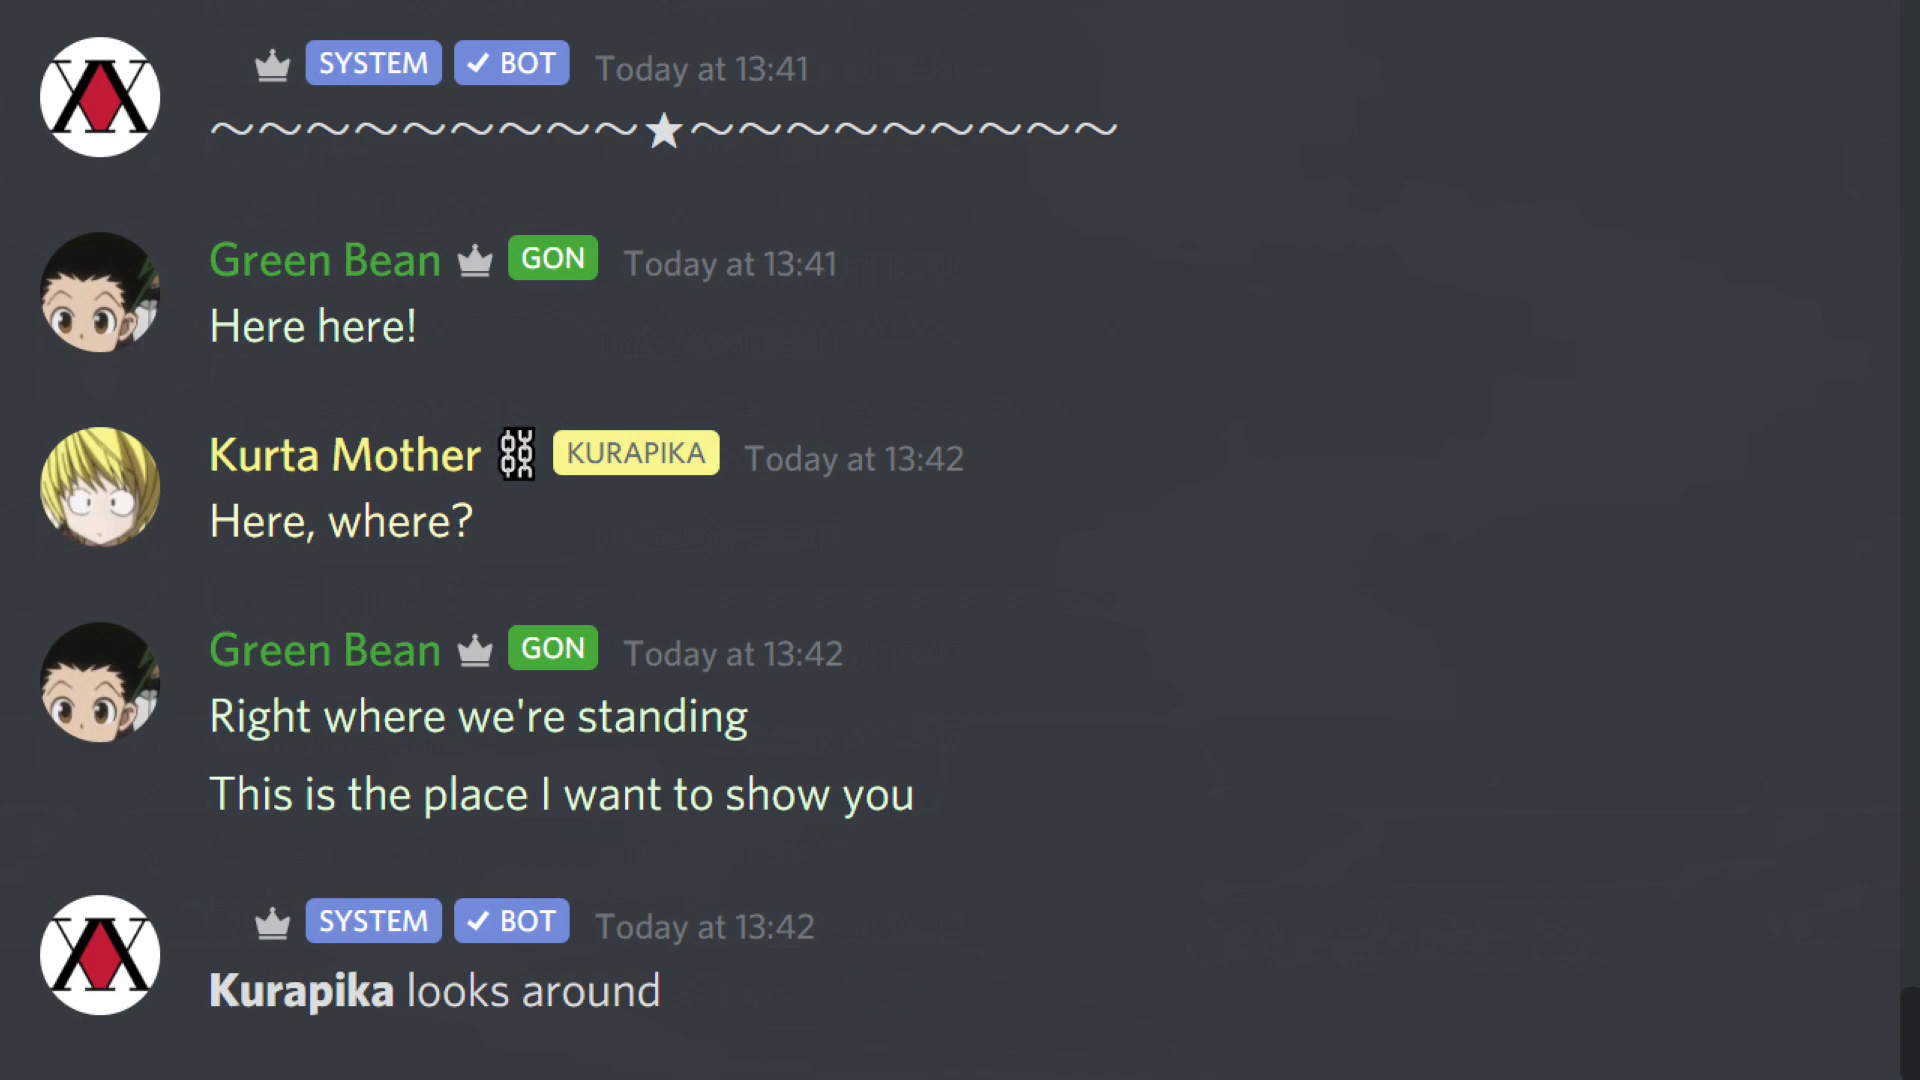 SYSTEM ✓ BOT Today at 13:41
~~~~~~~~~★~~~~~~~~~
Green Bean GON Today at 13:41
Here here!
Kurta Mother ⛓ KURAPIKA Today at 13:42
Here, where?
Green Bean GON Today at 13:42
Right where we're standing
This is the place I want to show you
SYSTEM ✓ BOT Today at 13:42
Kurapika looks around